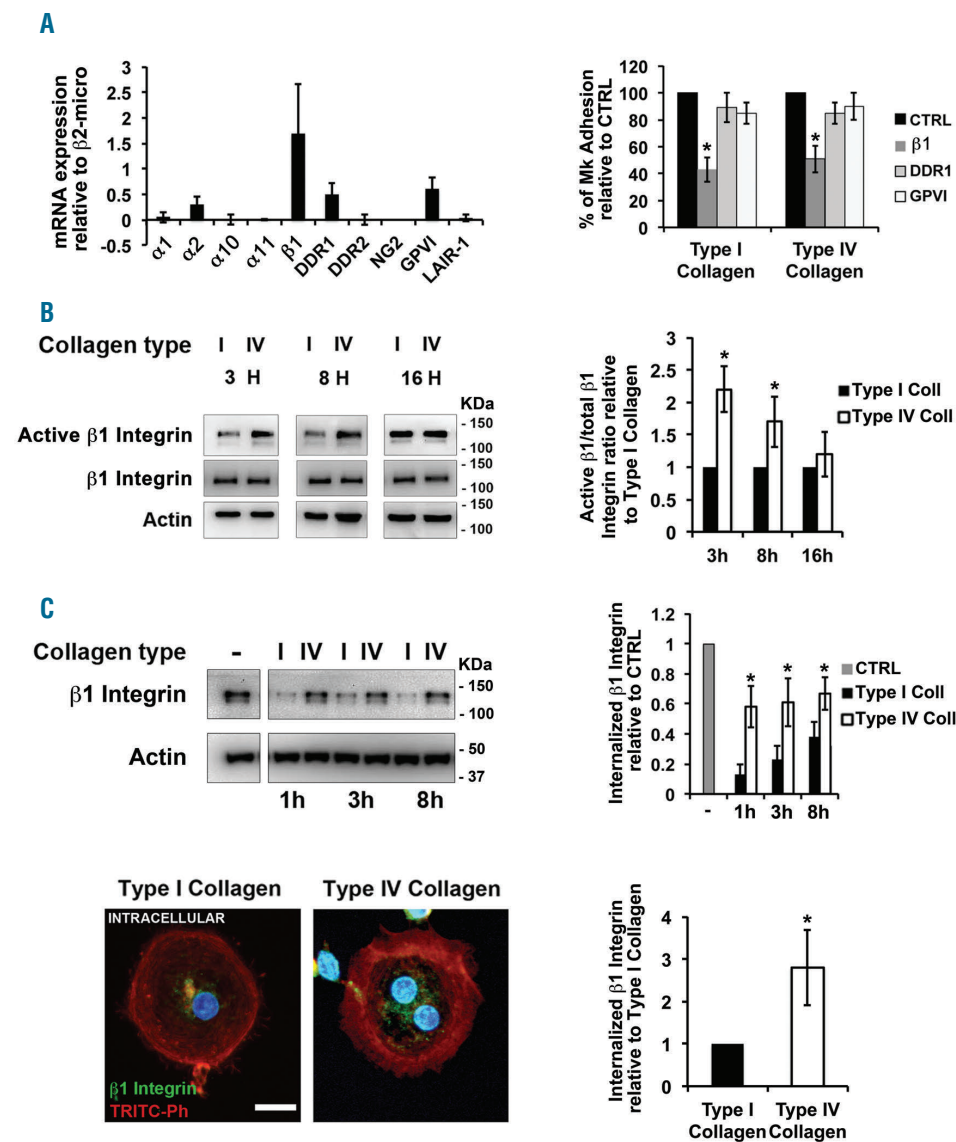 A
mRNA expression
relative to β2-micro
3
2.5
2
1.5
1
0.5
0
-0.5
α1
α2
α10
α11
β1
DDR1
DDR2
NG2
GPVI
LAIR-1
% of Mk Adhesion
relative to CTRL
120
100
80
60
40
20
0
*
*
Type I
Collagen
Type IV
Collagen
CTRL
β1
DDR1
GPVI
B
Collagen type I IV I IV I IV
3 H 8 H 16 H
KDa
Active β1 Integrin
- 150
- 100
β1 Integrin
- 150
- 100
Actin
- 150
- 100
Active β1/total β1
Integrin ratio relative
to Type I Collagen
3
2.5
2
1.5
1
0.5
0
*
*
3h 8h 16h
Type I Coll
Type IV Coll
C
Collagen type - I IV I IV I IV
KDa
β1 Integrin
- 150
- 100
Actin
- 50
- 37
1h 3h 8h
Internalized β1 Integrin
relative to CTRL
1.2
1
0.8
0.6
0.4
0.2
0
* * *
- 1h 3h 8h
CTRL
Type I Coll
Type IV Coll
Type I Collagen
Type IV Collagen
INTRACELLULAR
β1 Integrin
TRITC-Ph
Internalized β1 Integrin
relative to Type I Collagen
4
3
2
1
0
*
Type I
Collagen
Type IV
Collagen